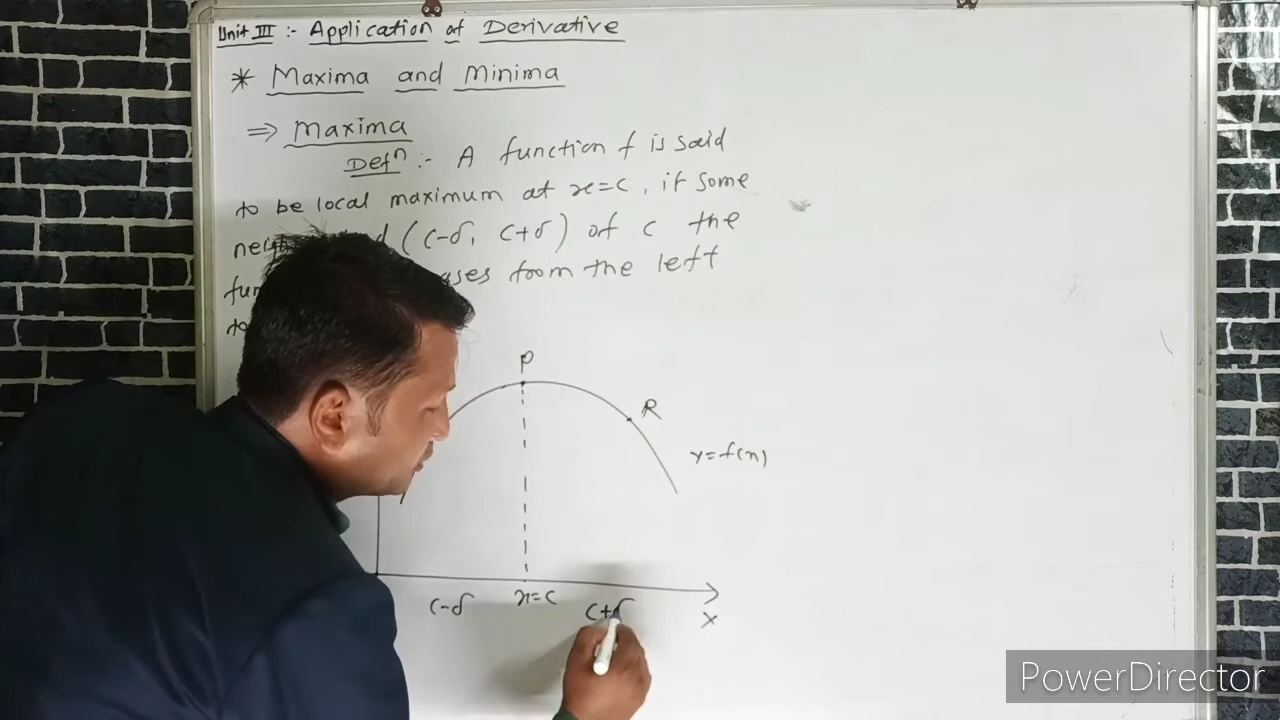 Unit III :- Application of Derivative
* Maxima and Minima
⇒ Maxima
Defⁿ :- A function f is said
to be local maximum at x=c, if some
(c-δ, c+δ) of c the
from the left
to
P
R
y=f(x)
c-δ x=c c+δ
X
PowerDirector